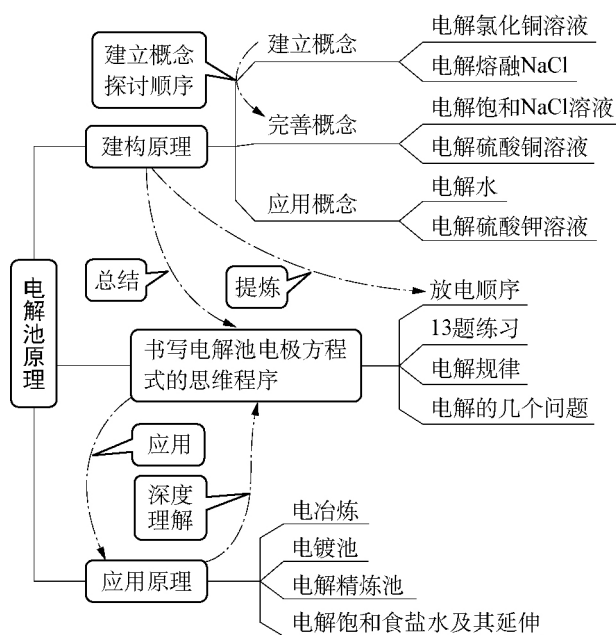 建立概念
探讨顺序
建立概念
电解氯化铜溶液
电解熔融NaCl
完善概念
电解饱和NaCl溶液
电解硫酸铜溶液
建构原理
应用概念
电解水
电解硫酸钾溶液
总结
提炼
放电顺序
电解池原理
书写电解池电极方程
式的思维程序
13题练习
电解规律
电解的几个问题
应用
深度
理解
应用原理
电冶炼
电镀池
电解精炼池
电解饱和食盐水及其延伸